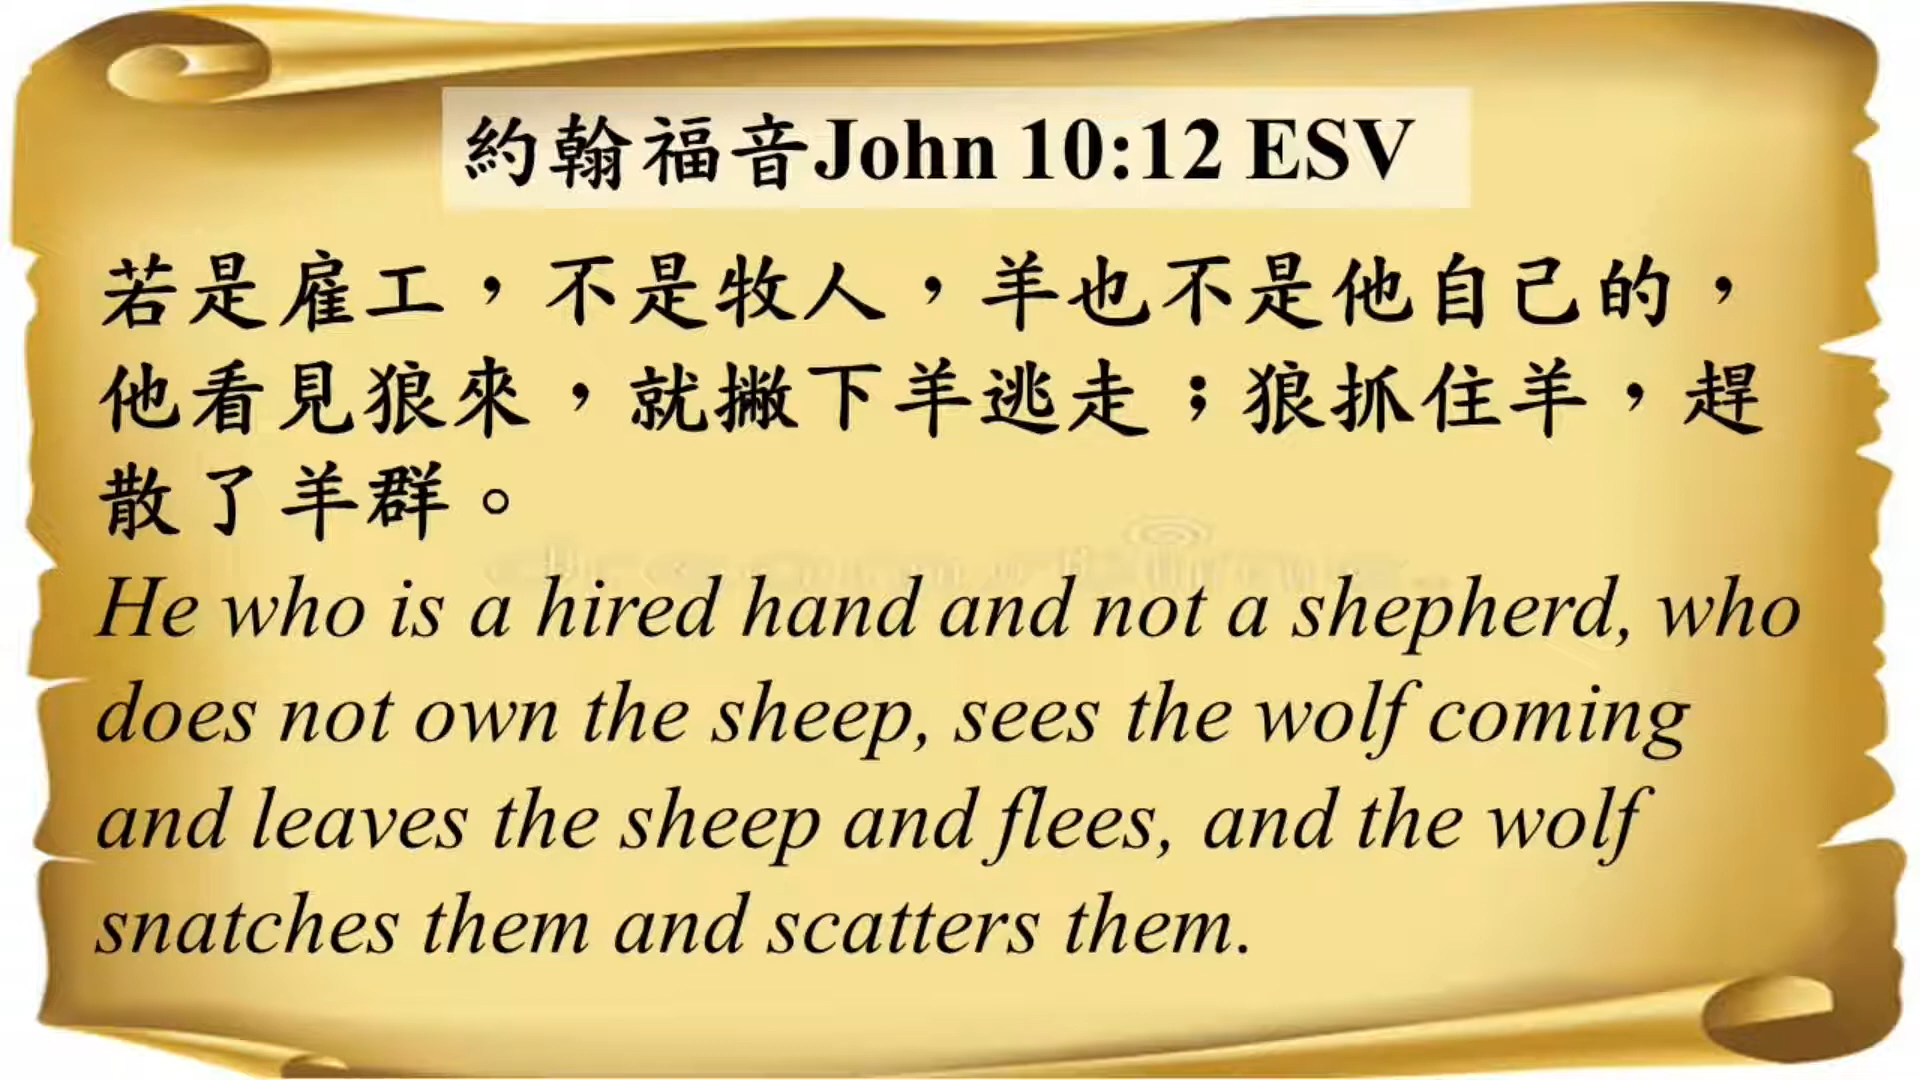 約翰福音John 10:12 ESV
若是雇工，不是牧人，羊也不是他自己的，
他看見狼來，就撇下羊逃走；狼抓住羊，趕
散了羊群。
He who is a hired hand and not a shepherd, who
does not own the sheep, sees the wolf coming
and leaves the sheep and flees, and the wolf
snatches them and scatters them.